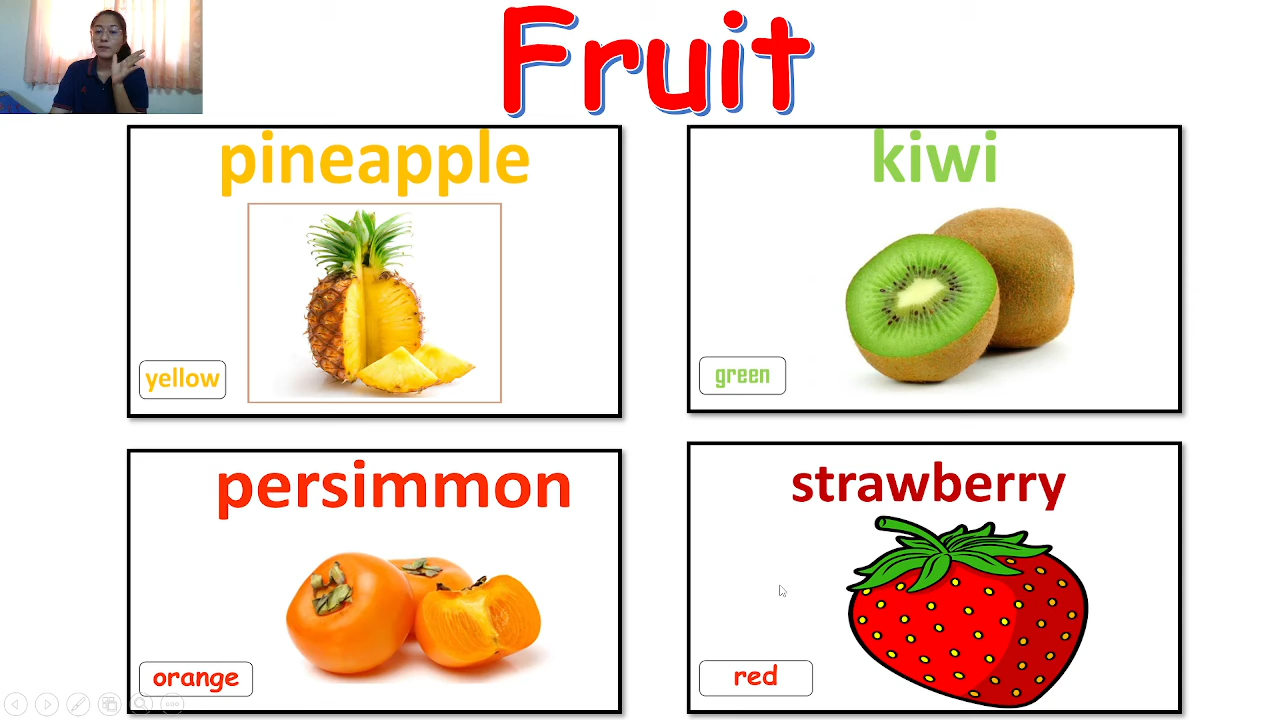 Fruit
pineapple
yellow
kiwi
green
persimmon
orange
strawberry
red